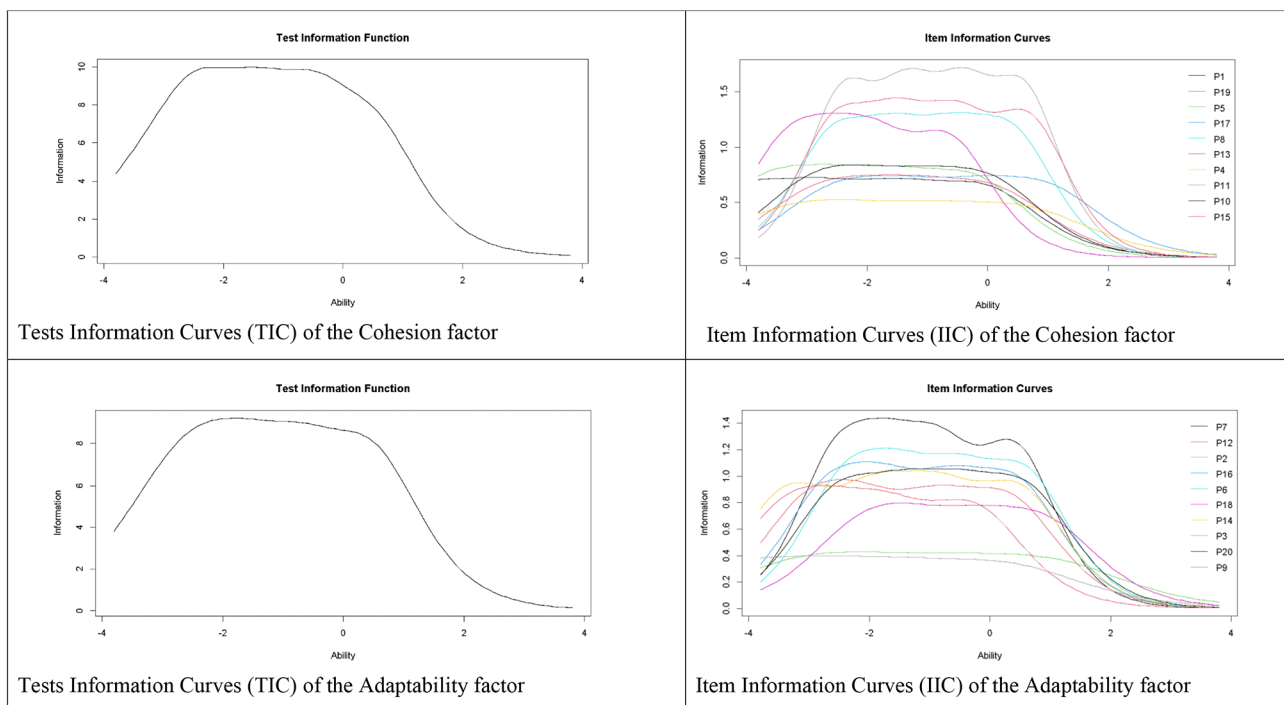 Test Information Function
Information
10
8
6
4
2
0
-4
-2
0
2
4
Ability
Tests Information Curves (TIC) of the Cohesion factor
Item Information Curves
Information
1.5
1.0
0.5
0.0
-4
-2
0
2
4
Ability
P1
P19
P5
P17
P8
P13
P4
P11
P10
P15
Item Information Curves (IIC) of the Cohesion factor
Test Information Function
Information
8
6
4
2
0
-4
-2
0
2
4
Ability
Tests Information Curves (TIC) of the Adaptability factor
Item Information Curves
Information
1.4
1.2
1.0
0.8
0.6
0.4
0.2
0.0
-4
-2
0
2
4
Ability
P7
P12
P2
P16
P6
P18
P14
P3
P20
P9
Item Information Curves (IIC) of the Adaptability factor